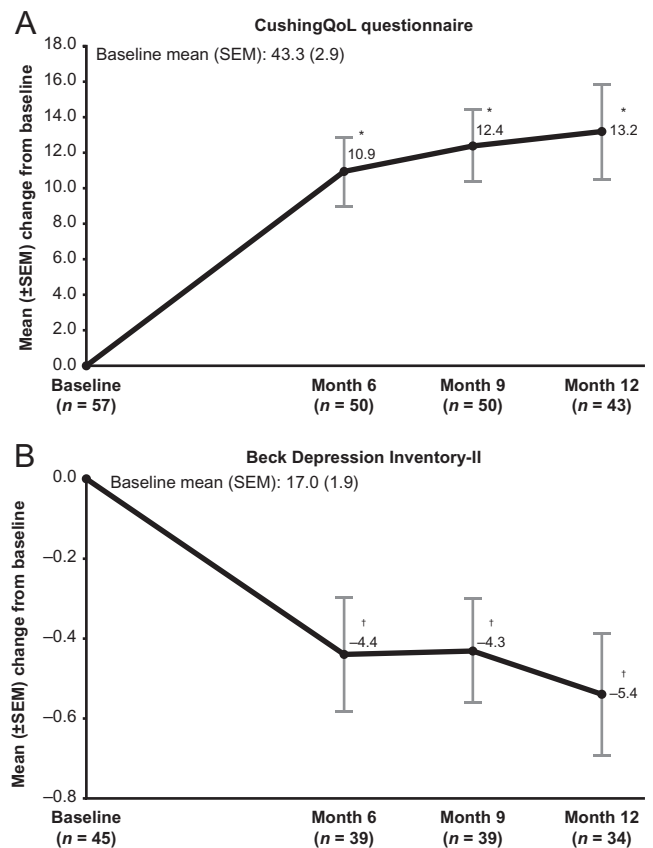 A
CushingQoL questionnaire
Baseline mean (SEM): 43.3 (2.9)
Mean (±SEM) change from baseline
18.0
16.0
14.0
12.0
10.0
8.0
6.0
4.0
2.0
0.0
*
10.9
*
12.4
*
13.2
Baseline Month 6 Month 9 Month 12
(n = 57) (n = 50) (n = 50) (n = 43)
B
Beck Depression Inventory-II
Baseline mean (SEM): 17.0 (1.9)
Mean (±SEM) change from baseline
0.0
–0.2
–0.4
–0.6
–0.8
†
–4.4
†
–4.3
†
–5.4
Baseline Month 6 Month 9 Month 12
(n = 45) (n = 39) (n = 39) (n = 34)